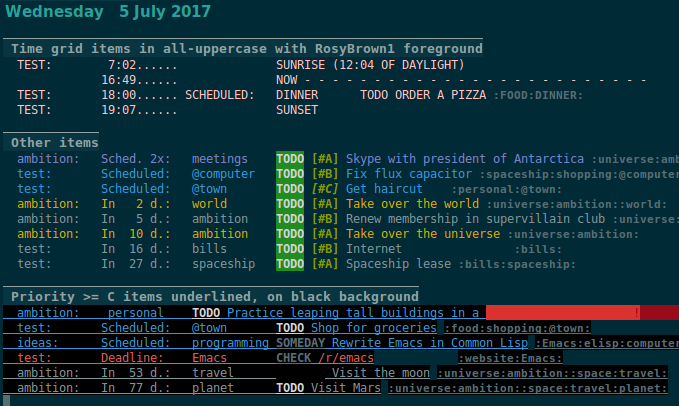 Wednesday   5 July 2017
Time grid items in all-uppercase with RosyBrown1 foreground
TEST:        7:02...... SUNRISE (12:04 OF DAYLIGHT)
16:49...... NOW - - - - - - - - - - - - - - - - - - - - - - - - -
TEST:       18:00...... SCHEDULED:  DINNER      TODO ORDER A PIZZA :FOOD:DINNER:
TEST:       19:07...... SUNSET
Other items
ambition:   Sched. 2x:   meetings    TODO [#A] Skype with president of Antarctica :universe:amb
test:       Scheduled:   @computer   TODO [#B] Fix flux capacitor :spaceship:shopping:@computer
test:       Scheduled:   @town       TODO [#C] Get haircut    :personal:@town:
ambition:   In   2 d.:   world       TODO [#A] Take over the world :universe:ambition:world:
ambition:   In   5 d.:   ambition    TODO [#B] Renew membership in supervillain club :universe:
ambition:   In  10 d.:   ambition    TODO [#A] Take over the universe :universe:ambition:
test:       In  16 d.:   bills       TODO [#B] Internet                :bills:
test:       In  27 d.:   spaceship   TODO [#A] Spaceship lease :bills:spaceship:
Priority >= C items underlined, on black background
ambition:    personal    TODO Practice leaping tall buildings in a
test:       Scheduled:   @town       TODO Shop for groceries :food:shopping:@town:
ideas:      Scheduled:   programming SOMEDAY Rewrite Emacs in Common Lisp :Emacs:elisp:computer
test:       Deadline:    Emacs       CHECK /r/emacs            :website:Emacs:
ambition:   In  53 d.:   travel              Visit the moon :universe:ambition::space:travel:
ambition:   In  77 d.:   planet      TODO Visit Mars :universe:ambition::space:travel:planet: